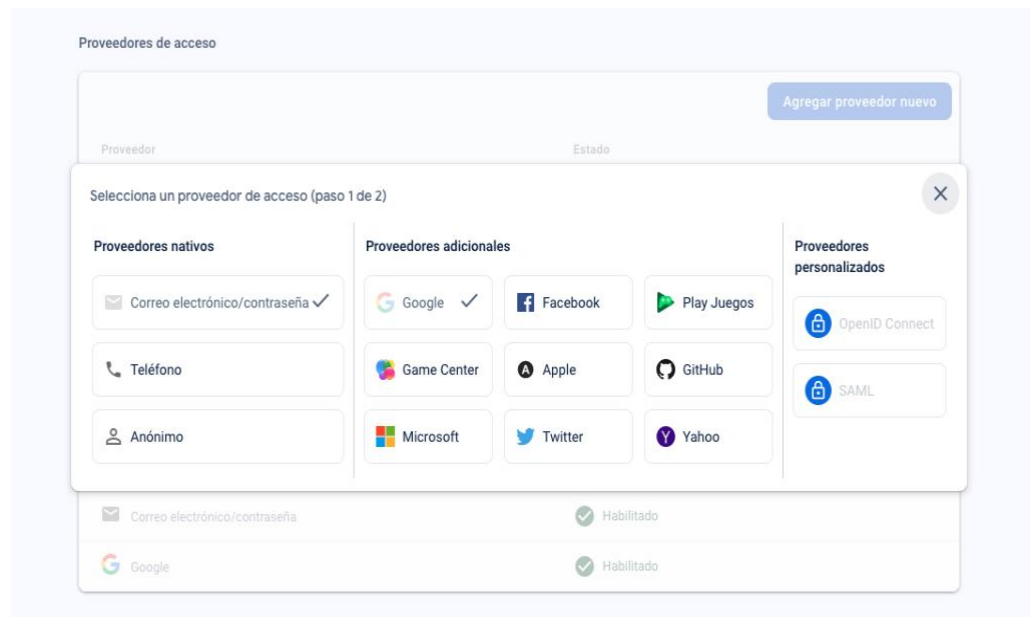 Proveedores de acceso
Agregar proveedor nuevo
Proveedor Estado
Selecciona un proveedor de acceso (paso 1 de 2)
Proveedores nativos
Correo electrónico/contraseña
Teléfono
Anónimo
Proveedores adicionales
Google Facebook Play Juegos
Game Center Apple GitHub
Microsoft Twitter Yahoo
Proveedores
personalizados
OpenID Connect
SAML
Correo electrónico/contraseña Habilitado
Google Habilitado